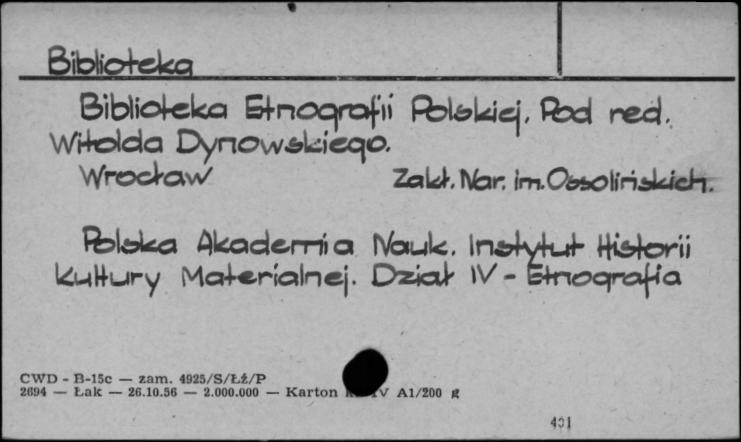 Biblioteka
Biblioteka Etnografii Polskiej. Pod red.
Witolda Dynowskiego.
Wrocław Zakł. Nar. im. Ossolińskich.
Polska Akademia Nauk. Instytut Historii
Kultury Materialnej. Dział IV - Etnografia
CWD - B-15c — zam. 4925/S/Łź/P
2694 — Łak — 26.10.56 — 2.000.000 — Karton IV A1/200 g